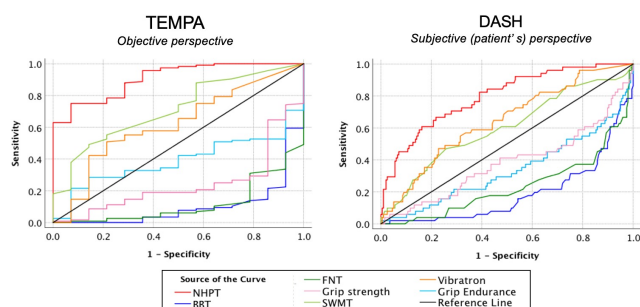 TEMPA
Objective perspective
1.0
0.8
0.6
0.4
0.2
0.0
Sensitivity
0.0 0.2 0.4 0.6 0.8 1.0
1 - Specificity
DASH
Subjective (patient' s) perspective
1.0
0.8
0.6
0.4
0.2
0.0
Sensitivity
0.0 0.2 0.4 0.6 0.8 1.0
1 - Specificity
Source of the Curve
NHPT
RRT
FNT
Grip strength
SWMT
Vibratron
Grip Endurance
Reference Line